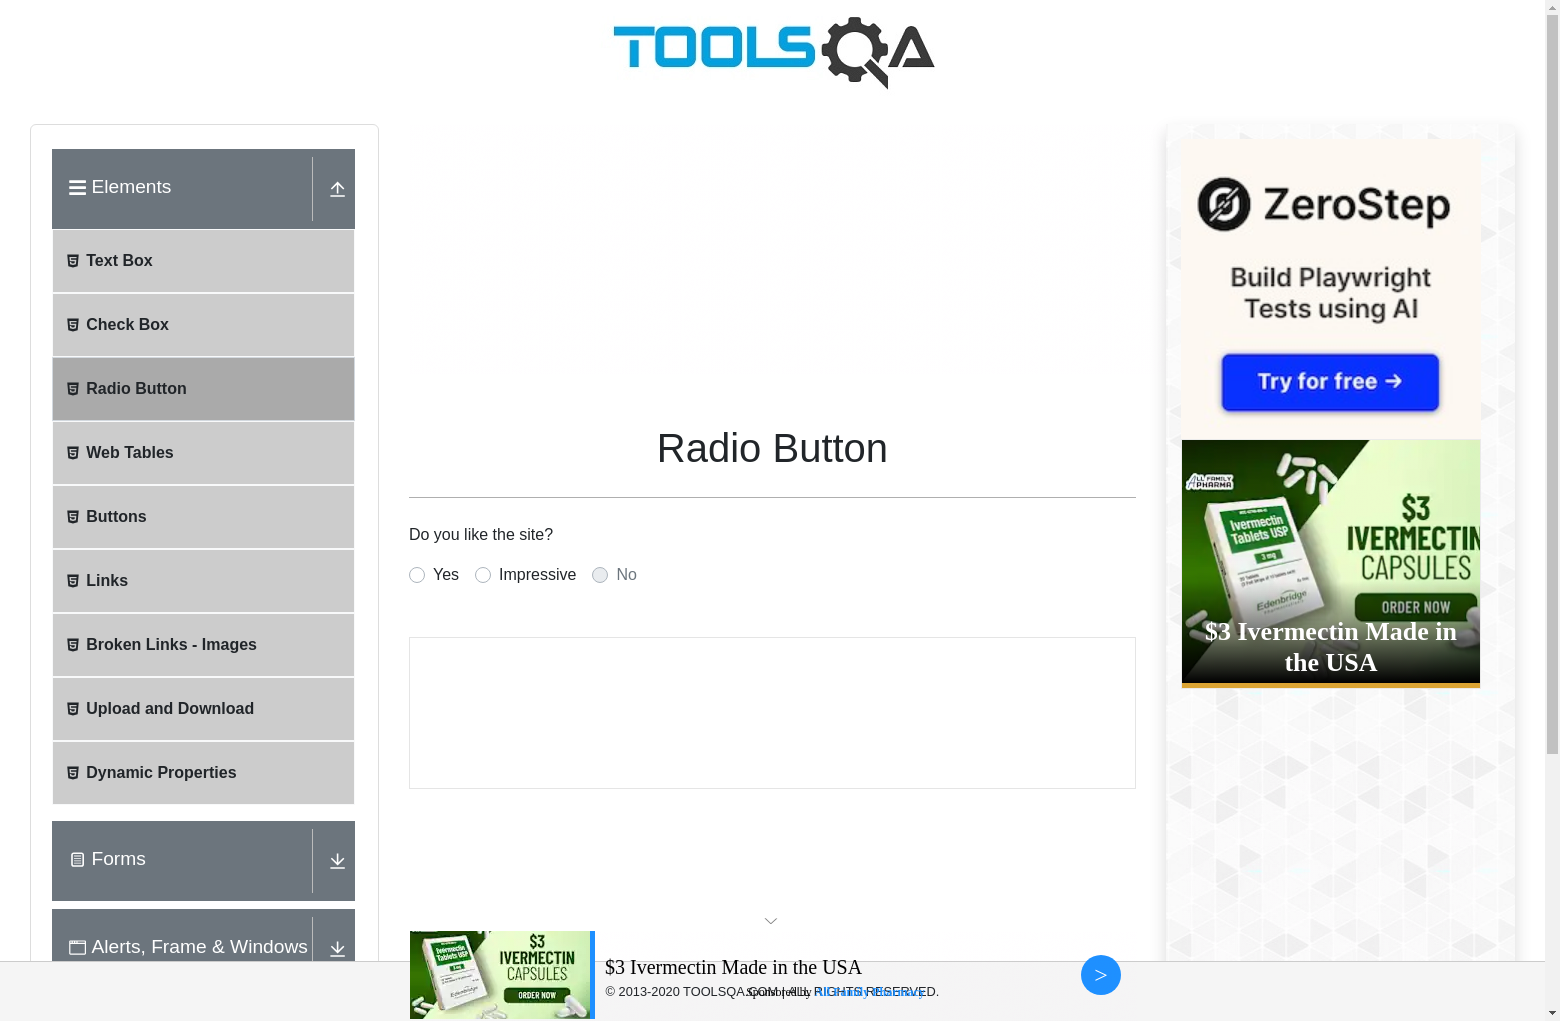 TOOLSQA
Elements
Text Box
Check Box
Radio Button
Web Tables
Buttons
Links
Broken Links - Images
Upload and Download
Dynamic Properties
Forms
Alerts, Frame & Windows
Radio Button
Do you like the site?
Yes Impressive No
ZeroStep
Build Playwright
Tests using AI
Try for free →
ALL FAMILY
PHARMA
$3
IVERMECTIN
CAPSULES
ORDER NOW
Ivermectin
Tablets USP
3 mg
Edenbridge
$3 Ivermectin Made in
the USA
$3
IVERMECTIN
CAPSULES
ORDER NOW
Ivermectin
Tablets USP
$3 Ivermectin Made in the USA
© 2013-2020 TOOLSQA.COM | ALL RIGHTS RESERVED.
>